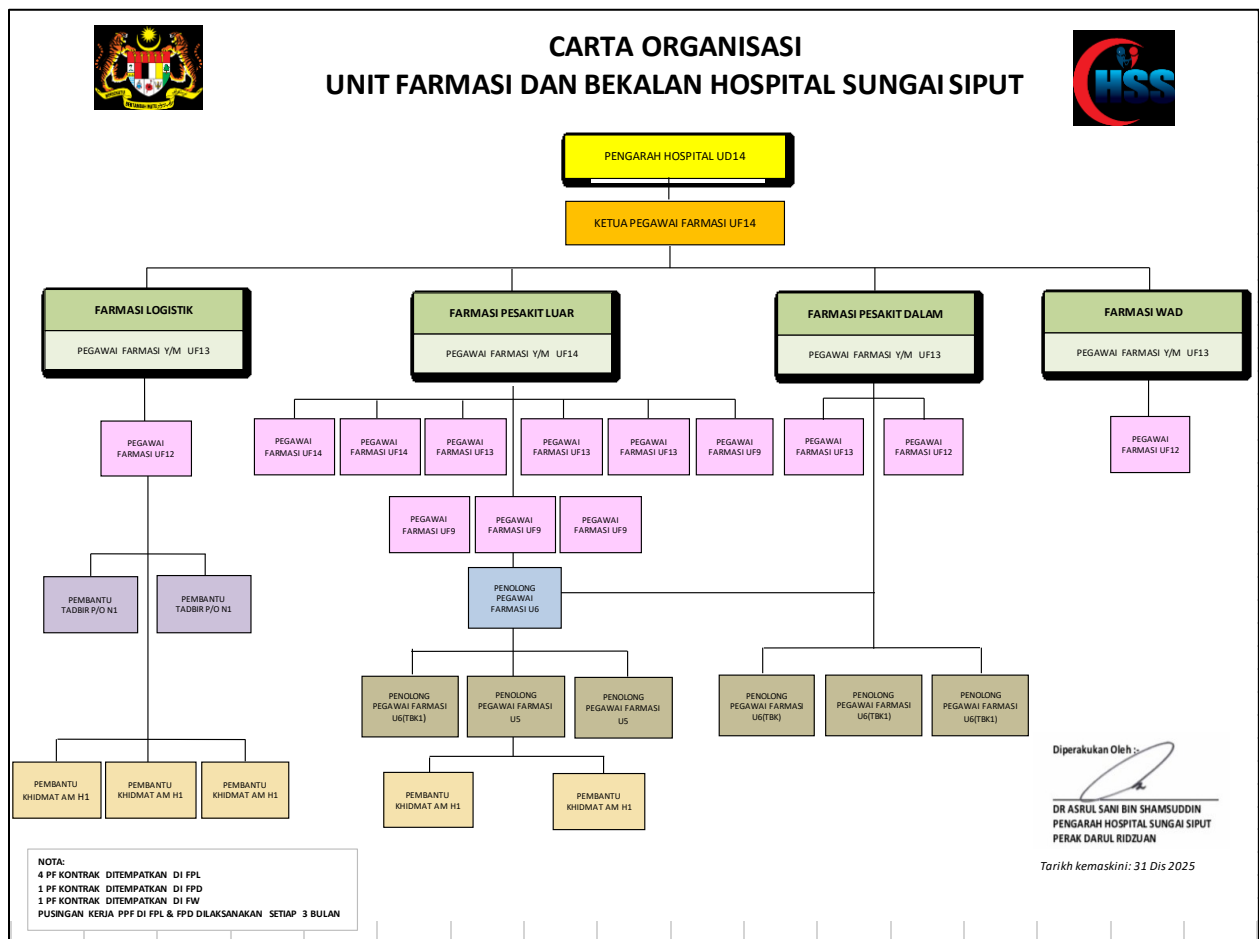 CARTA ORGANISASI
UNIT FARMASI DAN BEKALAN HOSPITAL SUNGAI SIPUT
HSS
PENGARAH HOSPITAL UD14
KETUA PEGAWAI FARMASI UF14
FARMASI LOGISTIK
PEGAWAI FARMASI Y/M UF13
FARMASI PESAKIT LUAR
PEGAWAI FARMASI Y/M UF14
FARMASI PESAKIT DALAM
PEGAWAI FARMASI Y/M UF13
FARMASI WAD
PEGAWAI FARMASI Y/M UF13
PEGAWAI
FARMASI UF12
PEGAWAI
FARMASI UF14
PEGAWAI
FARMASI UF14
PEGAWAI
FARMASI UF13
PEGAWAI
FARMASI UF13
PEGAWAI
FARMASI UF13
PEGAWAI
FARMASI UF9
PEGAWAI
FARMASI UF13
PEGAWAI
FARMASI UF12
PEGAWAI
FARMASI UF12
PEGAWAI
FARMASI UF9
PEGAWAI
FARMASI UF9
PEGAWAI
FARMASI UF9
PEMBANTU
TADBIR P/O N1
PEMBANTU
TADBIR P/O N1
PENOLONG
PEGAWAI
FARMASI U6
PENOLONG
PEGAWAI FARMASI
U6(TBK1)
PENOLONG
PEGAWAI FARMASI
U5
PENOLONG
PEGAWAI FARMASI
U5
PENOLONG
PEGAWAI FARMASI
U6(TBK)
PENOLONG
PEGAWAI FARMASI
U6(TBK1)
PENOLONG
PEGAWAI FARMASI
U6(TBK1)
PEMBANTU
KHIDMAT AM H1
PEMBANTU
KHIDMAT AM H1
PEMBANTU
KHIDMAT AM H1
PEMBANTU
KHIDMAT AM H1
PEMBANTU
KHIDMAT AM H1
Diperakukan Oleh :-
DR ASRUL SANI BIN SHAMSUDDIN
PENGARAH HOSPITAL SUNGAI SIPUT
PERAK DARUL RIDZUAN
Tarikh kemaskini: 31 Dis 2025
NOTA:
4 PF KONTRAK DITEMPATKAN DI FPL
1 PF KONTRAK DITEMPATKAN DI FPD
1 PF KONTRAK DITEMPATKAN DI FW
PUSINGAN KERJA PPF DI FPL & FPD DILAKSANAKAN SETIAP 3 BULAN